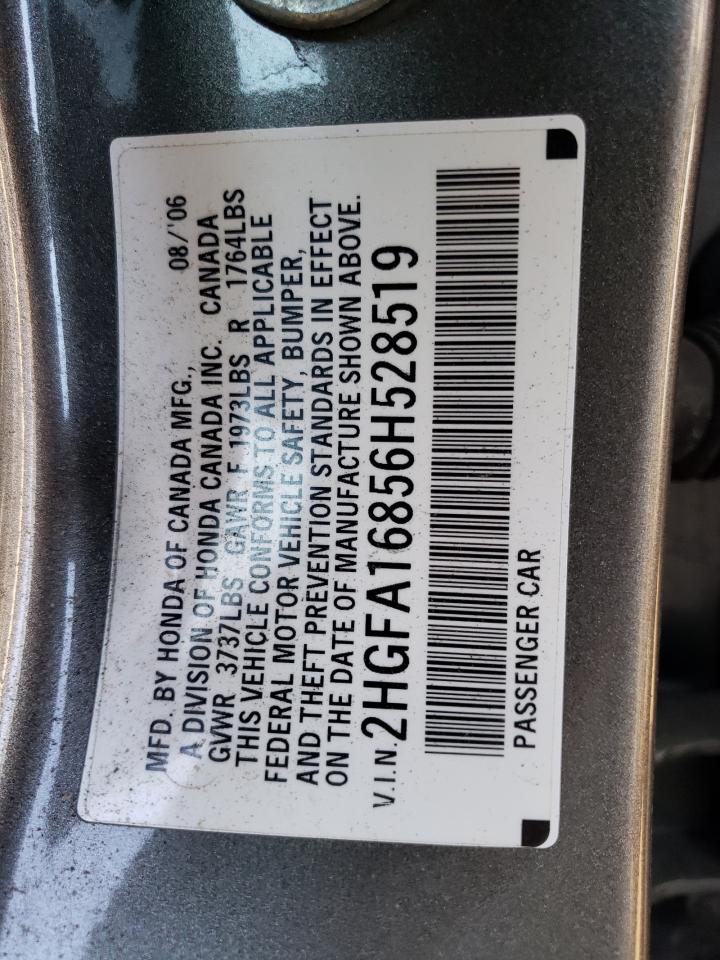 MFD. BY HONDA OF CANADA MFG., 08/'06
A DIVISION OF HONDA CANADA INC. CANADA
GVWR 3737LBS GAWR F 1973LBS R 1764LBS
THIS VEHICLE CONFORMS TO ALL APPLICABLE
FEDERAL MOTOR VEHICLE SAFETY, BUMPER,
AND THEFT PREVENTION STANDARDS IN EFFECT
ON THE DATE OF MANUFACTURE SHOWN ABOVE.
V.I.N. 2HGFA16856H528519
PASSENGER CAR